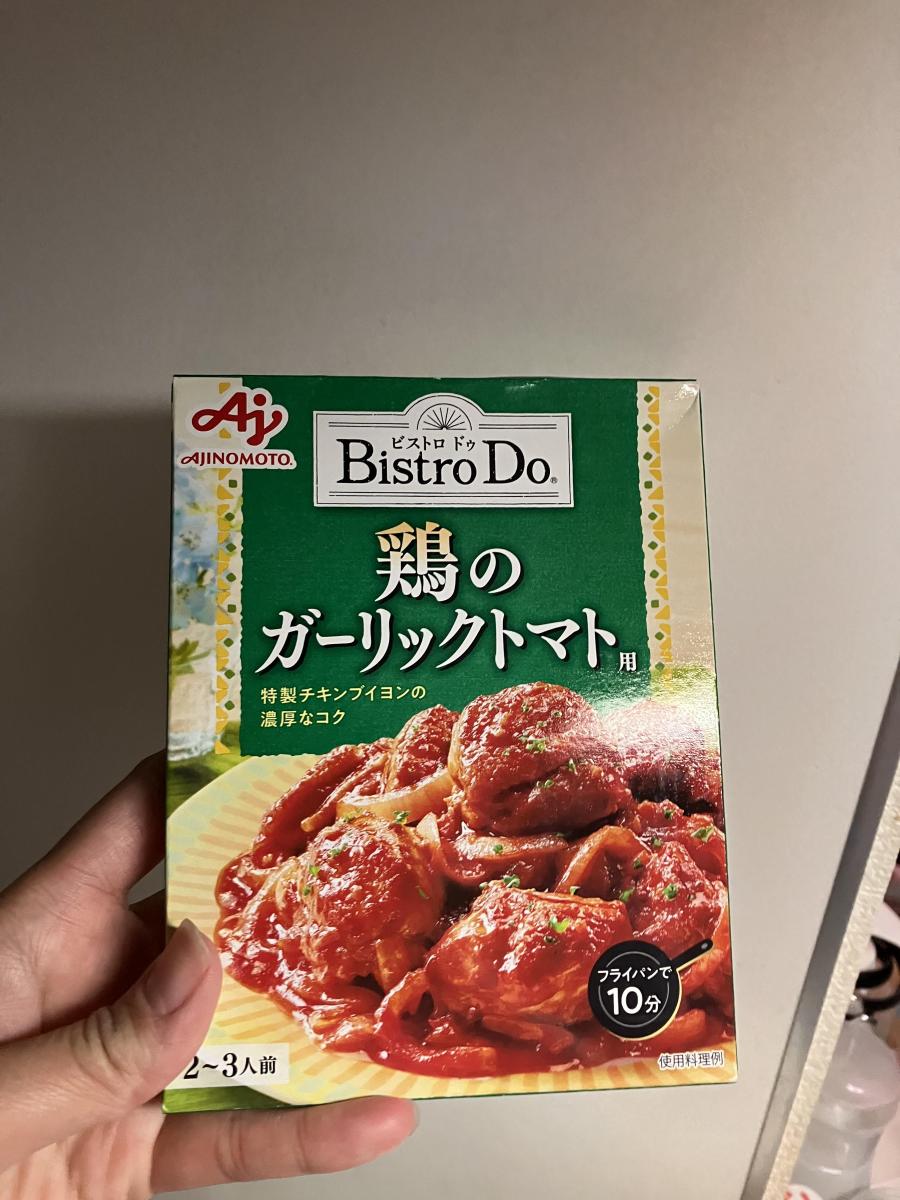 Aj
AJINOMOTO®
ビストロ ドゥ
Bistro Do®
鶏の
ガーリックトマト用
特製チキンブイヨンの
濃厚なコク
フライパンで
10分
2~3人前
使用料理例